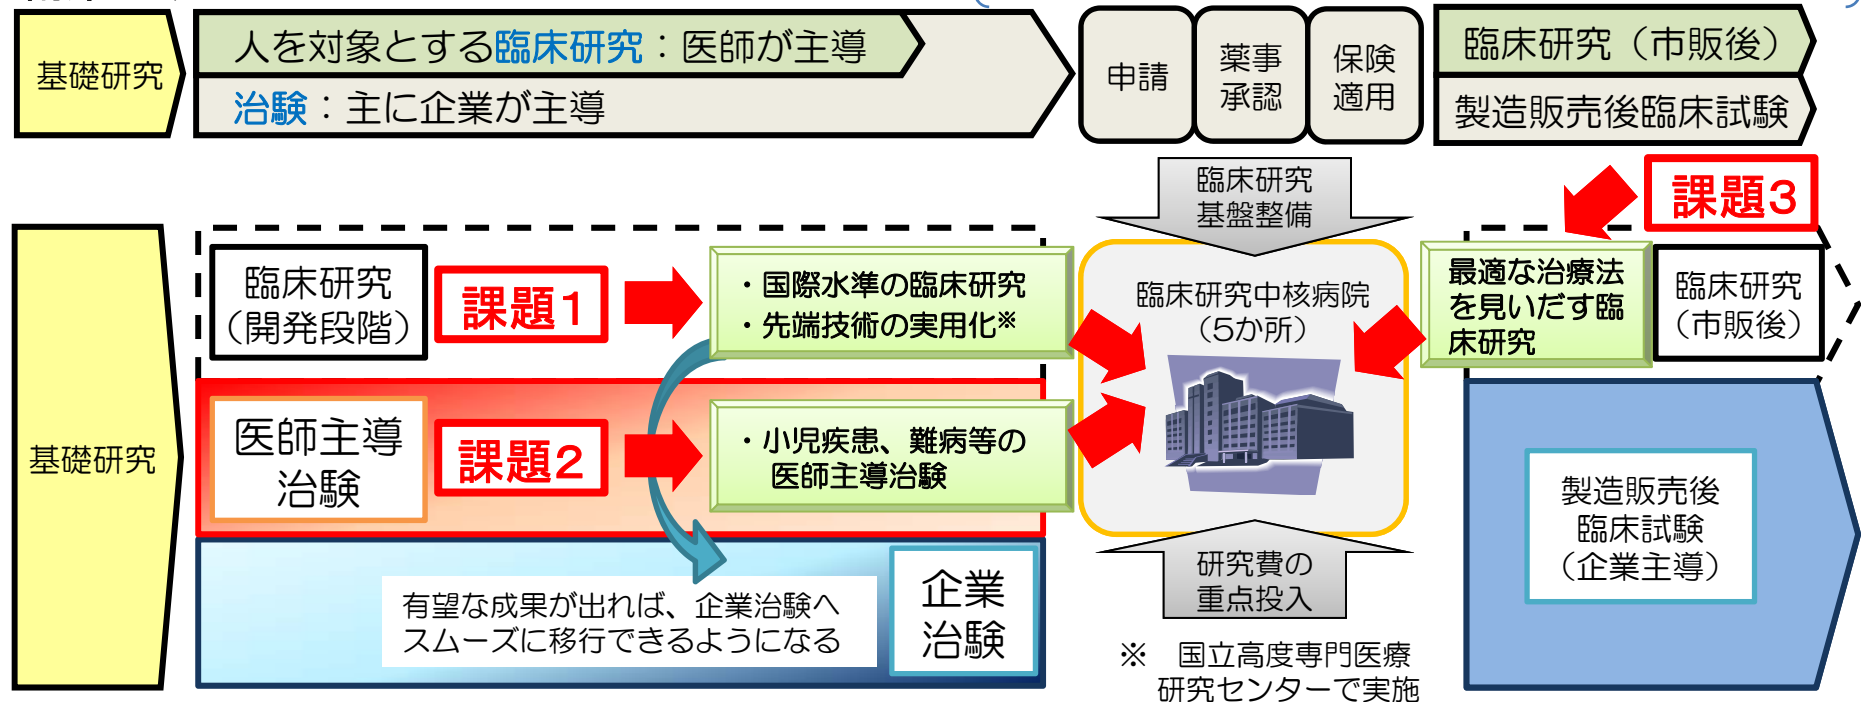 基礎研究
人を対象とする臨床研究：医師が主導
治験：主に企業が主導
申請
薬事
承認
保険
適用
臨床研究（市販後）
製造販売後臨床試験
基礎研究
臨床研究
（開発段階）
課題1
・国際水準の臨床研究
・先端技術の実用化※
医師主導
治験
課題2
・小児疾患、難病等の
医師主導治験
有望な成果が出れば、企業治験へ
スムーズに移行できるようになる
企業
治験
臨床研究
基盤整備
臨床研究中核病院
（5か所）
研究費の
重点投入
※　国立高度専門医療
研究センターで実施
課題3
最適な治療法
を見いだす臨
床研究
臨床研究
（市販後）
製造販売後
臨床試験
（企業主導）